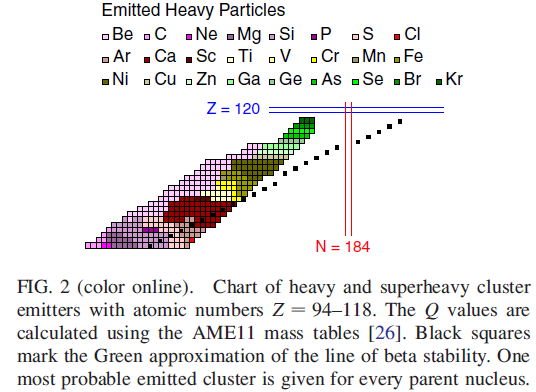 Emitted Heavy Particles
Be C Ne Mg Si P S Cl
Ar Ca Sc Ti V Cr Mn Fe
Ni Cu Zn Ga Ge As Se Br Kr
Z = 120
N = 184
FIG. 2 (color online). Chart of heavy and superheavy cluster
emitters with atomic numbers Z = 94–118. The Q values are
calculated using the AME11 mass tables [26]. Black squares
mark the Green approximation of the line of beta stability. One
most probable emitted cluster is given for every parent nucleus.